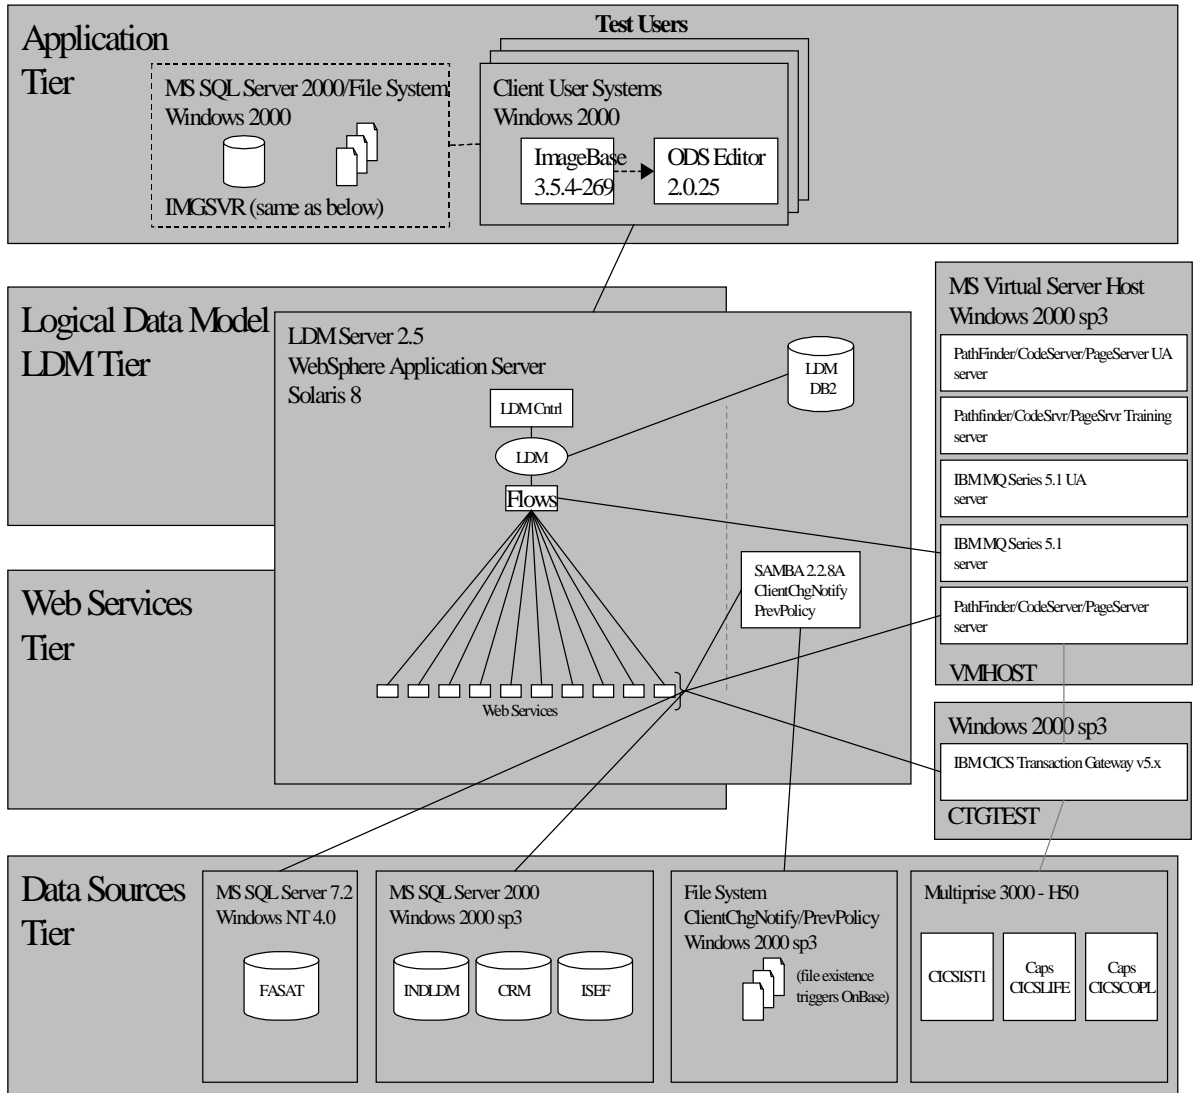 Test Users
Application
Tier
MS SQL Server 2000/File System
Windows 2000
IMGSVR (same as below)
Client User Systems
Windows 2000
ImageBase
3.5.4-269
ODS Editor
2.0.25
Logical Data Model
LDM Tier
LDM Server 2.5
WebSphere Application Server
Solaris 8
LDM Cntrl
LDM
Flows
LDM
DB2
MS Virtual Server Host
Windows 2000 sp3
PathFinder/CodeServer/PageServer UA
server
Pathfinder/CodeSrvr/PageSrvr Training
server
IBM MQ Series 5.1 UA
server
IBM MQ Series 5.1
server
PathFinder/CodeServer/PageServer
server
VMHOST
Web Services
Tier
SAMBA 2.2.8A
ClientChgNotify
PrevPolicy
Web Services
Windows 2000 sp3
IBM CICS Transaction Gateway v5.x
CTGTEST
Data Sources
Tier
MS SQL Server 7.2
Windows NT 4.0
FASAT
MS SQL Server 2000
Windows 2000 sp3
INDLDM
CRM
ISEF
File System
ClientChgNotify/PrevPolicy
Windows 2000 sp3
(file existence
triggers OnBase)
Multiprise 3000 - H50
CICSIST1
Caps
CICSLIFE
Caps
CICSCOPL